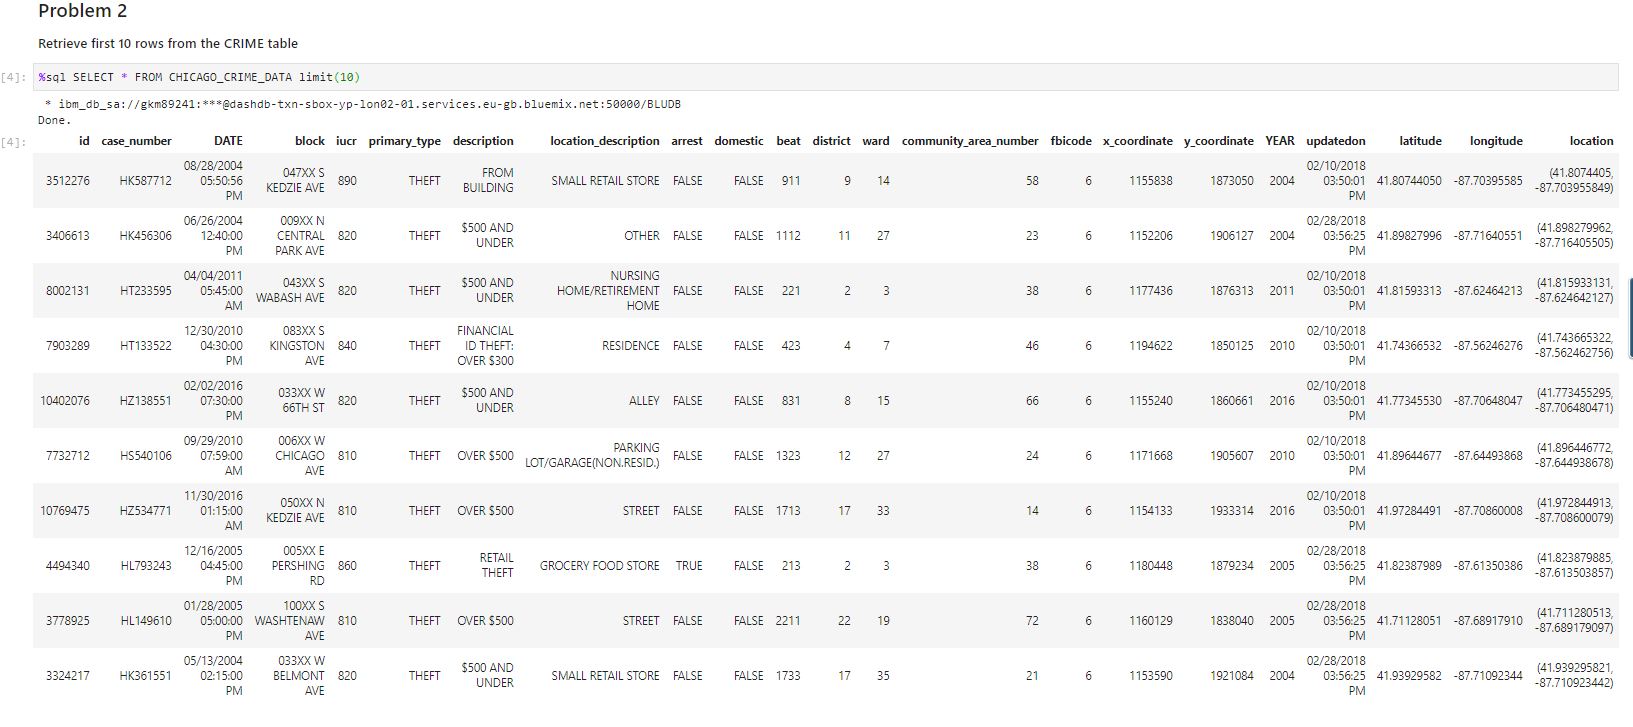 Problem 2
Retrieve first 10 rows from the CRIME table
[4]: %sql SELECT * FROM CHICAGO_CRIME_DATA limit(10)
* ibm_db_sa://gkm89241:***@dashdb-txn-sbox-yp-lon02-01.services.eu-gb.bluemix.net:50000/BLUDB
Done.
[4]: id case_number DATE block iucr primary_type description location_description arrest domestic beat district ward community_area_number fbicode x_coordinate y_coordinate YEAR updatedon latitude longitude location
3512276 HK587712 08/28/2004 05:50:56 PM 047XX S KEDZIE AVE 890 THEFT FROM BUILDING SMALL RETAIL STORE FALSE FALSE 911 9 14 58 6 1155838 1873050 2004 02/10/2018 03:50:01 PM 41.80744050 -87.70395585 (41.8074405, -87.703955849)
3406613 HK456306 06/26/2004 12:40:00 PM 009XX N CENTRAL PARK AVE 820 THEFT $500 AND UNDER OTHER FALSE FALSE 1112 11 27 23 6 1152206 1906127 2004 02/28/2018 03:56:25 PM 41.89827996 -87.71640551 (41.898279962, -87.716405505)
8002131 HT233595 04/04/2011 05:45:00 AM 043XX S WABASH AVE 820 THEFT $500 AND UNDER NURSING HOME/RETIREMENT HOME FALSE FALSE 221 2 3 38 6 1177436 1876313 2011 02/10/2018 03:50:01 PM 41.81593313 -87.62464213 (41.815933131, -87.624642127)
7903289 HT133522 12/30/2010 04:30:00 PM 083XX S KINGSTON AVE 840 THEFT FINANCIAL ID THEFT: OVER $300 RESIDENCE FALSE FALSE 423 4 7 46 6 1194622 1850125 2010 02/10/2018 03:50:01 PM 41.74366532 -87.56246276 (41.743665322, -87.562462756)
10402076 HZ138551 02/02/2016 07:30:00 PM 033XX W 66TH ST 820 THEFT $500 AND UNDER ALLEY FALSE FALSE 831 8 15 66 6 1155240 1860661 2016 02/10/2018 03:50:01 PM 41.77345530 -87.70648047 (41.773455295, -87.706480471)
7732712 HS540106 09/29/2010 07:59:00 AM 006XX W CHICAGO AVE 810 THEFT OVER $500 PARKING LOT/GARAGE(NON.RESID.) FALSE FALSE 1323 12 27 24 6 1171668 1905607 2010 02/10/2018 03:50:01 PM 41.89644677 -87.64493868 (41.896446772, -87.644938678)
10769475 HZ534771 11/30/2016 01:15:00 AM 050XX N KEDZIE AVE 810 THEFT OVER $500 STREET FALSE FALSE 1713 17 33 14 6 1154133 1933314 2016 02/10/2018 03:50:01 PM 41.97284491 -87.70860008 (41.972844913, -87.708600079)
4494340 HL793243 12/16/2005 04:45:00 PM 005XX E PERSHING RD 860 THEFT RETAIL THEFT GROCERY FOOD STORE TRUE FALSE 213 2 3 38 6 1180448 1879234 2005 02/28/2018 03:56:25 PM 41.82387989 -87.61350386 (41.823879885, -87.613503857)
3778925 HL149610 01/28/2005 05:00:00 PM 100XX S WASHTENAW AVE 810 THEFT OVER $500 STREET FALSE FALSE 2211 22 19 72 6 1160129 1838040 2005 02/28/2018 03:56:25 PM 41.71128051 -87.68917910 (41.711280513, -87.689179097)
3324217 HK361551 05/13/2004 02:15:00 PM 033XX W BELMONT AVE 820 THEFT $500 AND UNDER SMALL RETAIL STORE FALSE FALSE 1733 17 35 21 6 1153590 1921084 2004 02/28/2018 03:56:25 PM 41.93929582 -87.71092344 (41.939295821, -87.710923442)